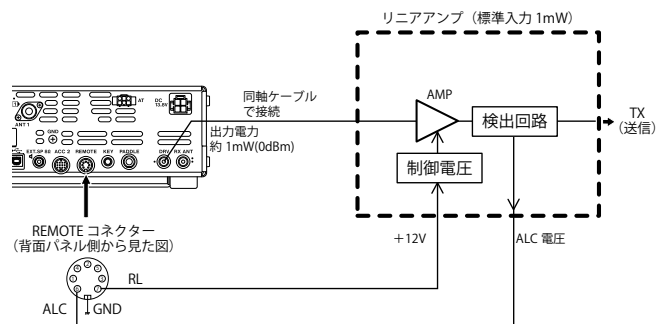 リニアアンプ（標準入力 1mW）
AT
DC
13.8V
ANT 1
GND
EXT.SP 8Ω ACC 2 REMOTE KEY PADDLE DRV RX ANT
同軸ケーブル
で接続
出力電力
約 1mW(0dBm)
AMP
検出回路
TX
（送信）
制御電圧
REMOTE コネクター
（背面パネル側から見た図）
＋12V
ALC 電圧
RL
ALC
GND